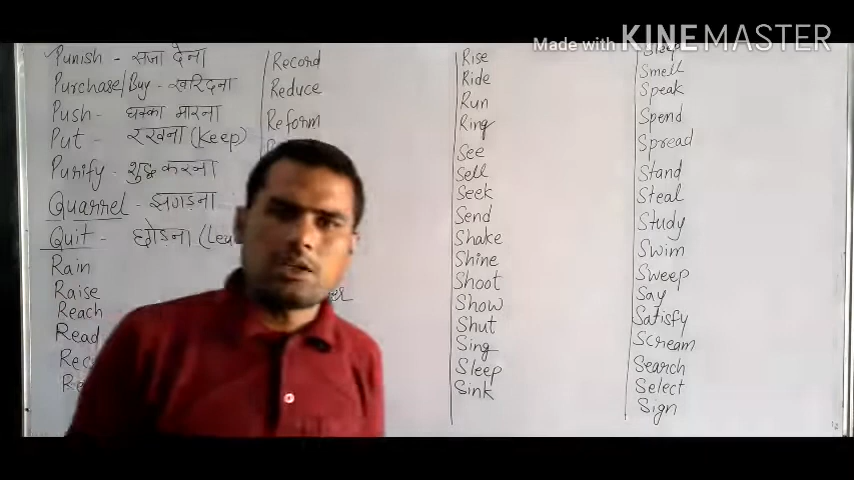 Made with KINEMASTER
Punish - सजा देना
Purchase/Buy - खरिदना
Push - धक्का मारना
Put - रखना (Keep)
Purify - शुद्ध करना
Quarrel - झगड़ना
Quit - छोड़ना
Rain
Raise
Reach
Read
Record
Reduce
Reform
Rise
Ride
Run
Ring
See
Sell
Seek
Send
Shake
Shine
Shoot
Show
Shut
Sing
Sleep
Sink
Sleep
Smell
Speak
Spend
Spread
Stand
Steal
Study
Swim
Sweep
Say
Satisfy
Scream
Search
Select
Sign